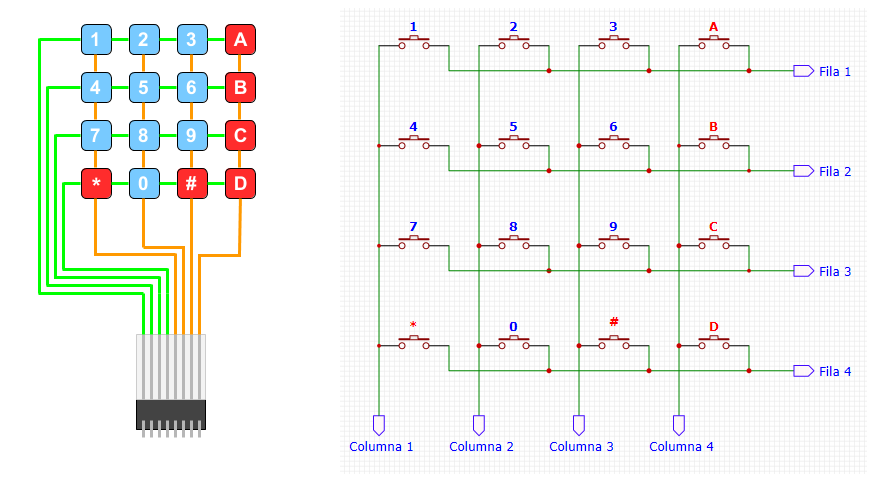 1 2 3 A
4 5 6 B
7 8 9 C
* 0 # D
1 2 3 A
Fila 1
4 5 6 B
Fila 2
7 8 9 C
Fila 3
* 0 # D
Fila 4
Columna 1 Columna 2 Columna 3 Columna 4